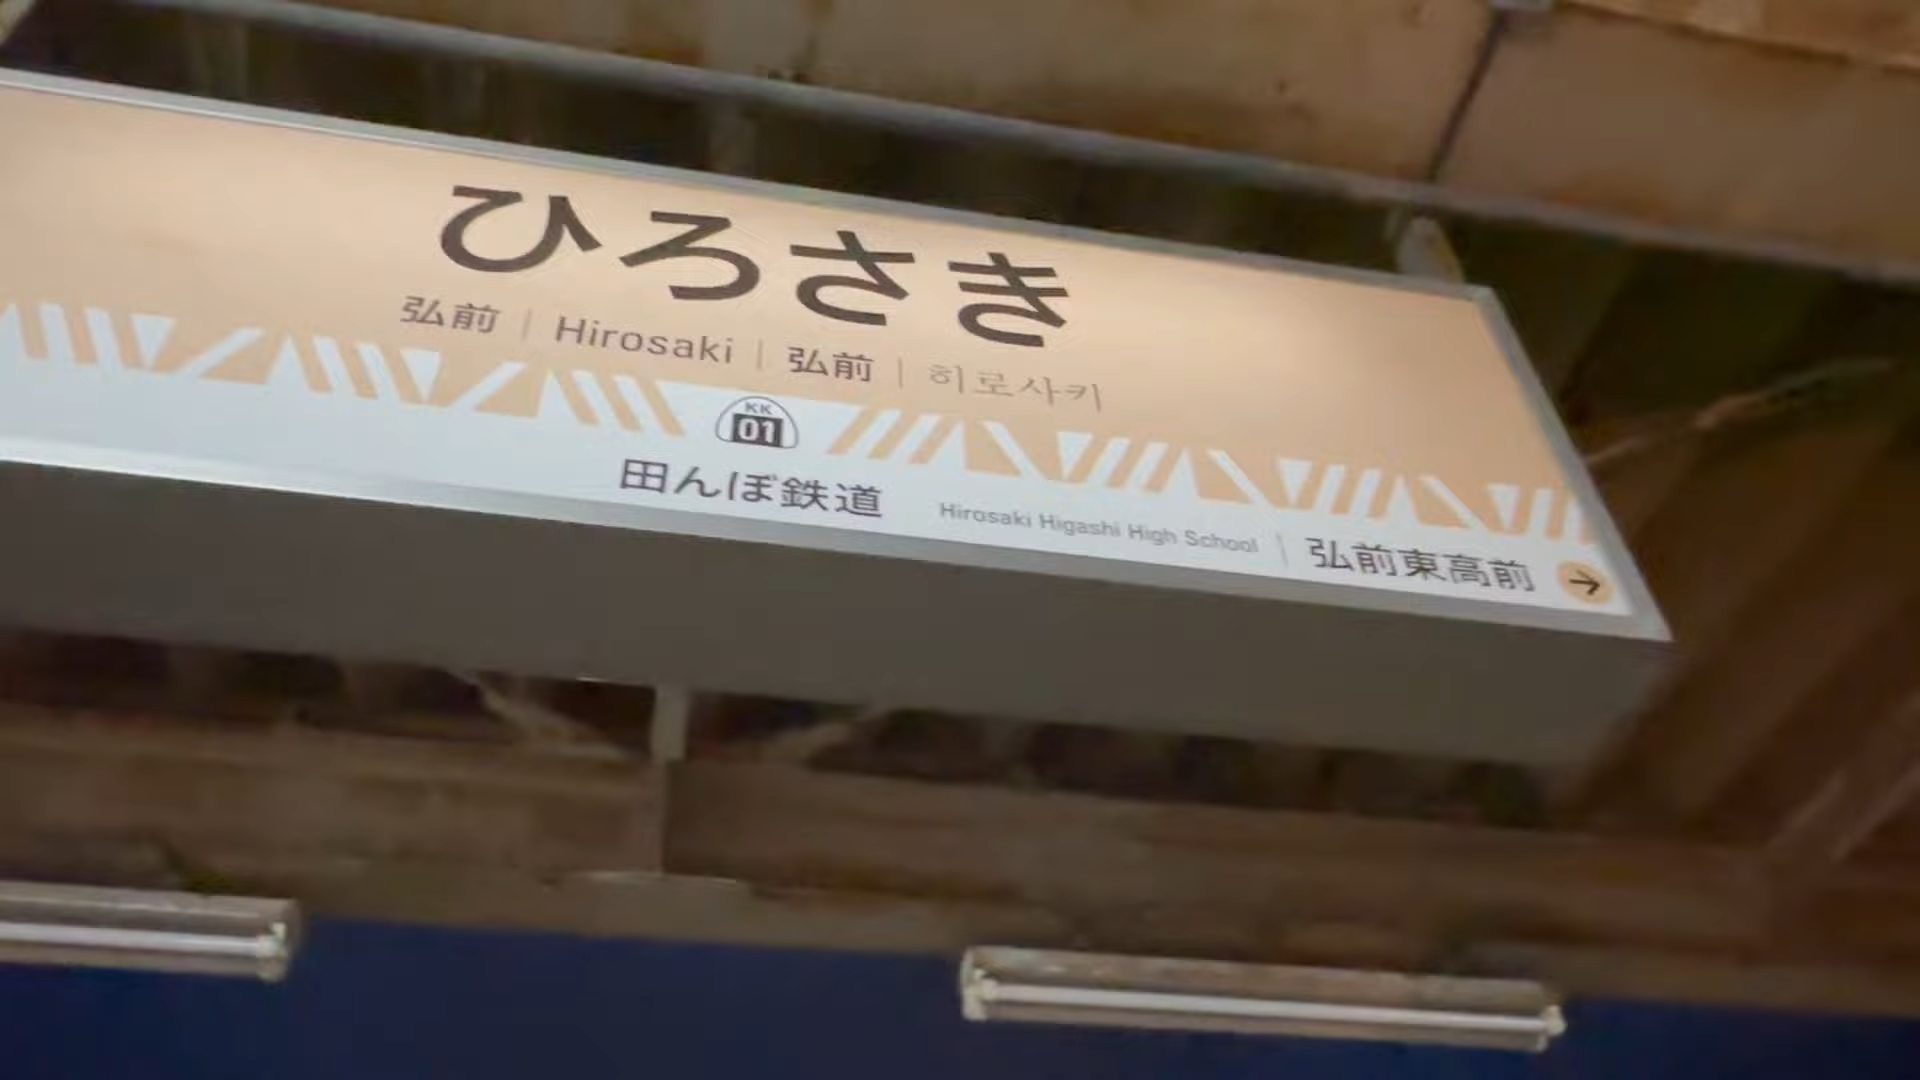 ひろさき
弘前 | Hirosaki | 弘前 | 히로사키
KK
01
田んぼ鉄道
Hirosaki Higashi High School | 弘前東高前 →